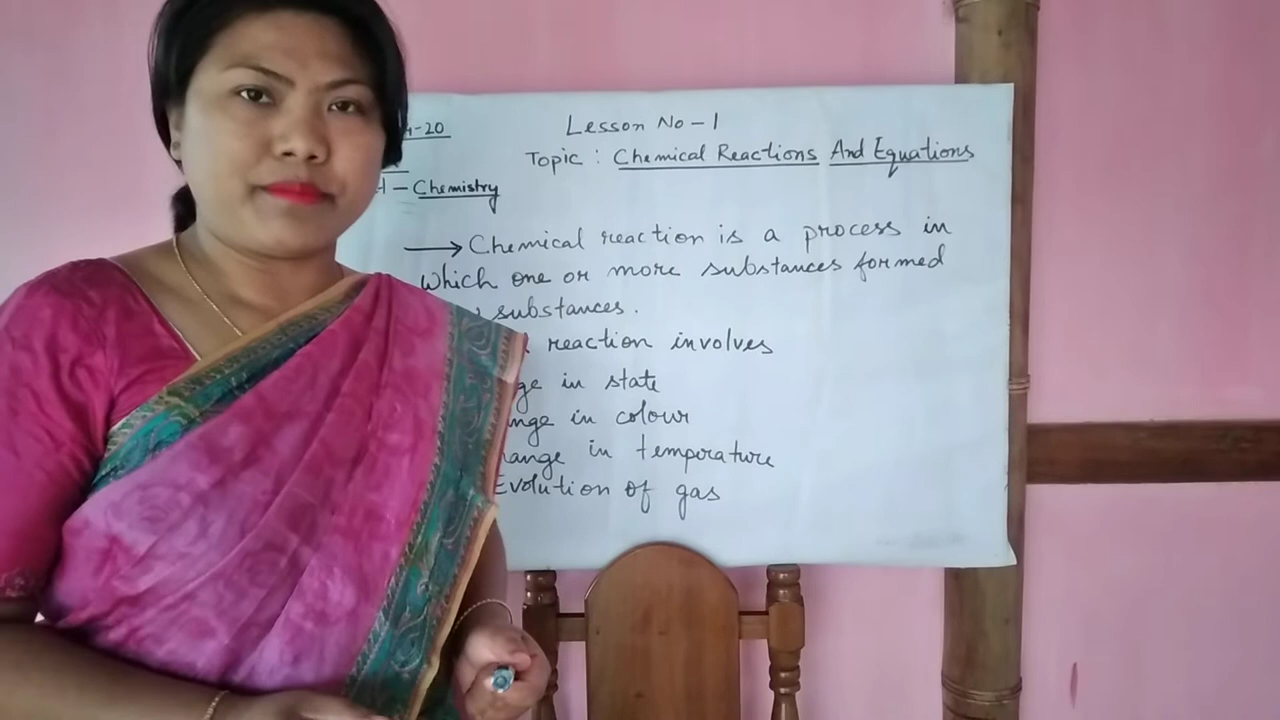 -20
Lesson No - 1
Topic : Chemical Reactions And Equations
- Chemistry
→ Chemical reaction is a process in
which one or more substances formed
substances.
reaction involves
ge in state
nge in colour
ange in temperature
Evolution of gas